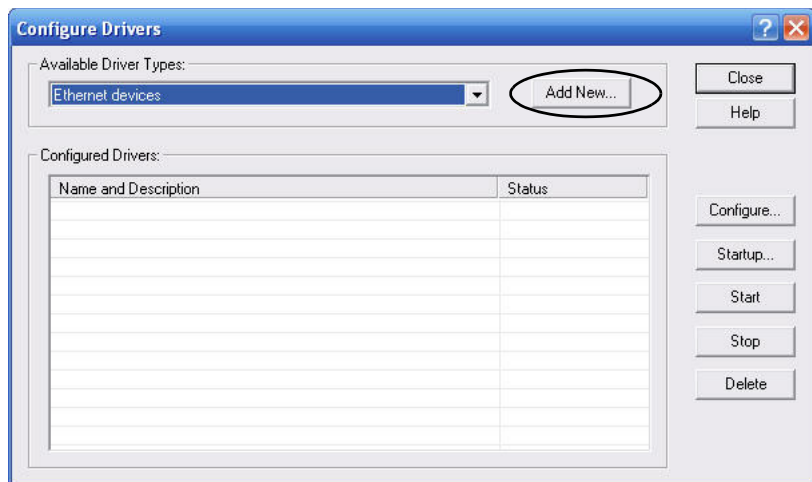 Configure Drivers
Available Driver Types:
Ethernet devices
Add New...
Close
Help
Configured Drivers:
Name and Description Status
Configure...
Startup...
Start
Stop
Delete